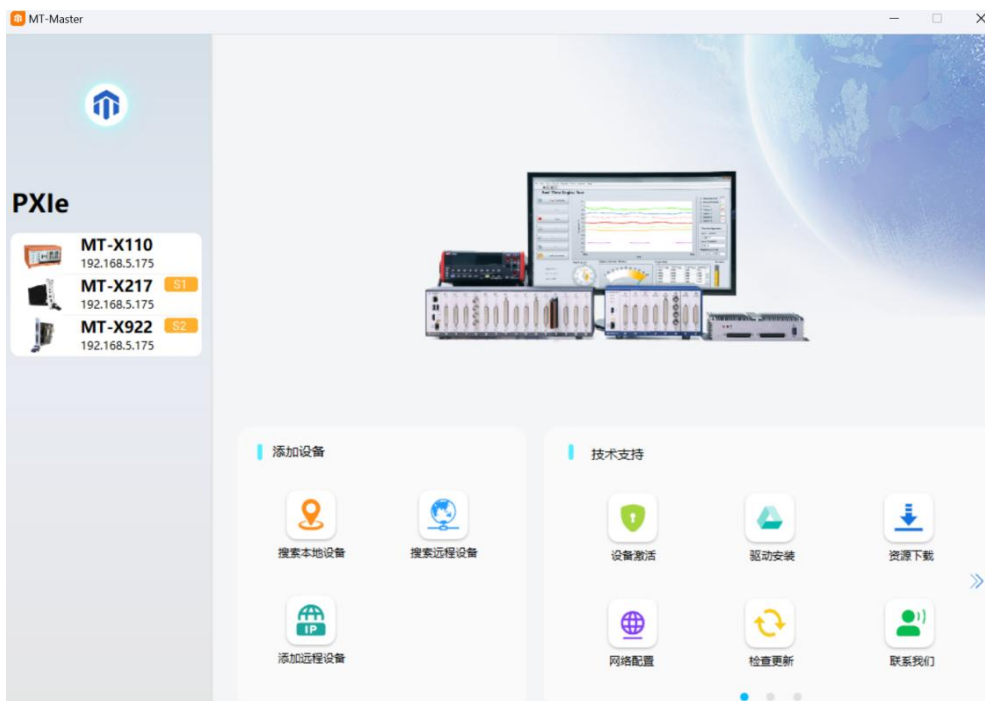 MT-Master
PXIe
MT-X110
192.168.5.175
MT-X217 S1
192.168.5.175
MT-X922 S2
192.168.5.175
添加设备
搜索本地设备
搜索远程设备
IP
添加远程设备
技术支持
设备激活
驱动安装
资源下载
网络配置
检查更新
联系我们